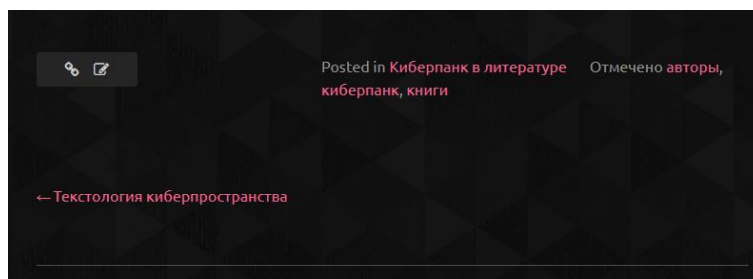 Posted in Киберпанк в литературе Отмечено авторы,
киберпанк, книги
←Текстология киберпространства